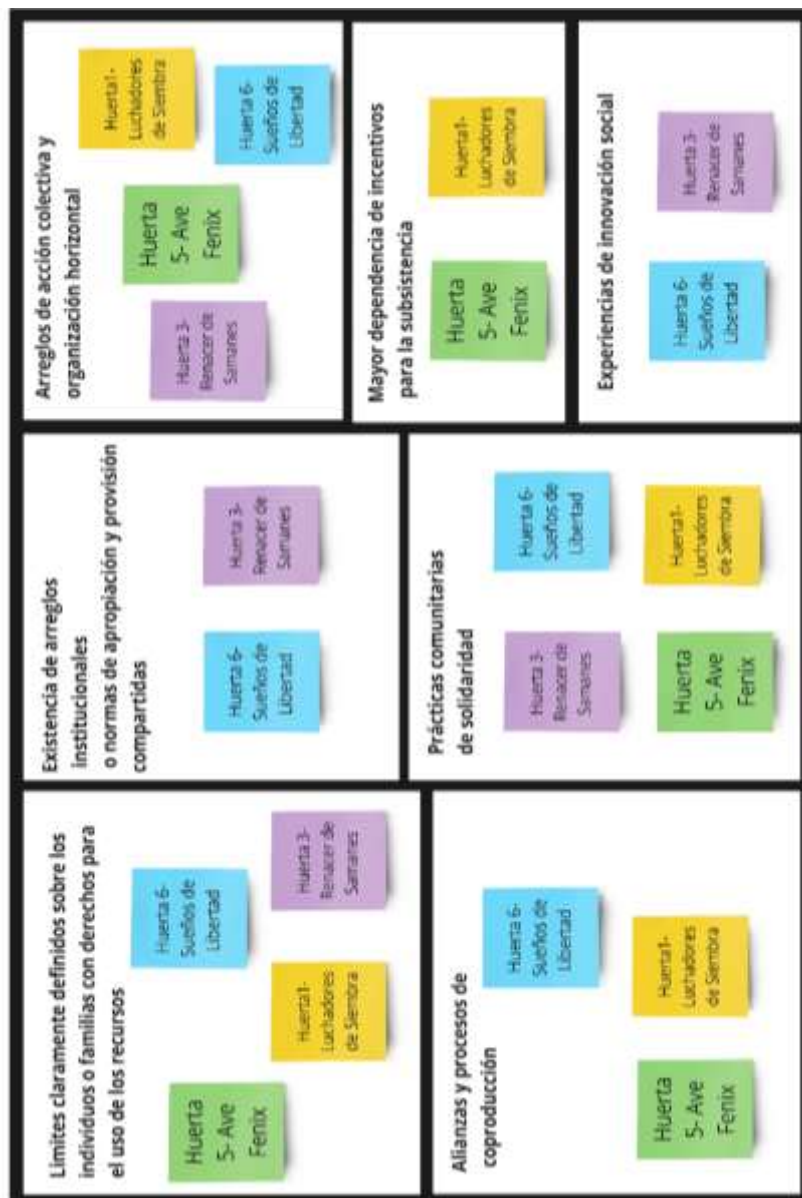 Limites claramente definidos sobre los
individuos o familias con derechos para
el uso de los recursos
Huerta 6-
Sueños de
Libertad
Huerta
5- Ave
Fenix
Huerta1-
Luchadores
de Siembra
Huerta 3-
Renacer de
Samanes
Existencia de arreglos
institucionales
o normas de apropiación y provisión
compartidas
Huerta 6-
Sueños de
Libertad
Huerta 3-
Renacer de
Samanes
Arreglos de acción colectiva y
organización horizontal
Huerta1-
Luchadores
de Siembra
Huerta
5- Ave
Fenix
Huerta 3-
Renacer de
Samanes
Huerta 6-
Sueños de
Libertad
Alianzas y procesos de
coproducción
Huerta 6-
Sueños de
Libertad
Huerta
5- Ave
Fenix
Huerta1-
Luchadores
de Siembra
Prácticas comunitarias
de solidaridad
Huerta 3-
Renacer de
Samanes
Huerta 6-
Sueños de
Libertad
Huerta
5- Ave
Fenix
Huerta1-
Luchadores
de Siembra
Mayor dependencia de incentivos
para la subsistencia
Huerta
5- Ave
Fenix
Huerta1-
Luchadores
de Siembra
Experiencias de innovación social
Huerta 6-
Sueños de
Libertad
Huerta 3-
Renacer de
Samanes